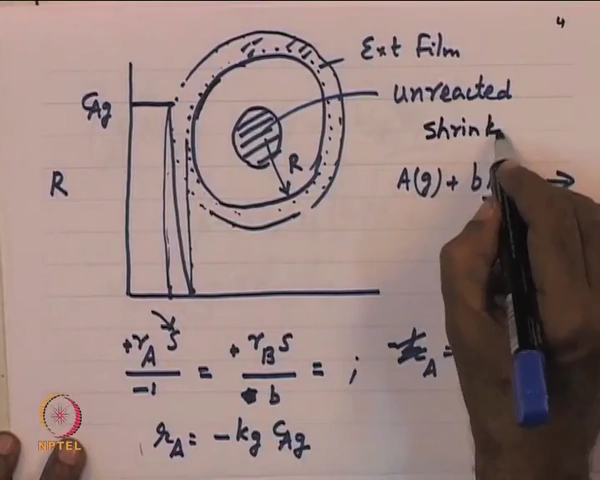 4
Ext Film
CAg
unreacted
shrink
R
R
A(g) + b →
+rA s / -1 = + rB s / b = ;
A =
rA = - kg CAg
NPTEL